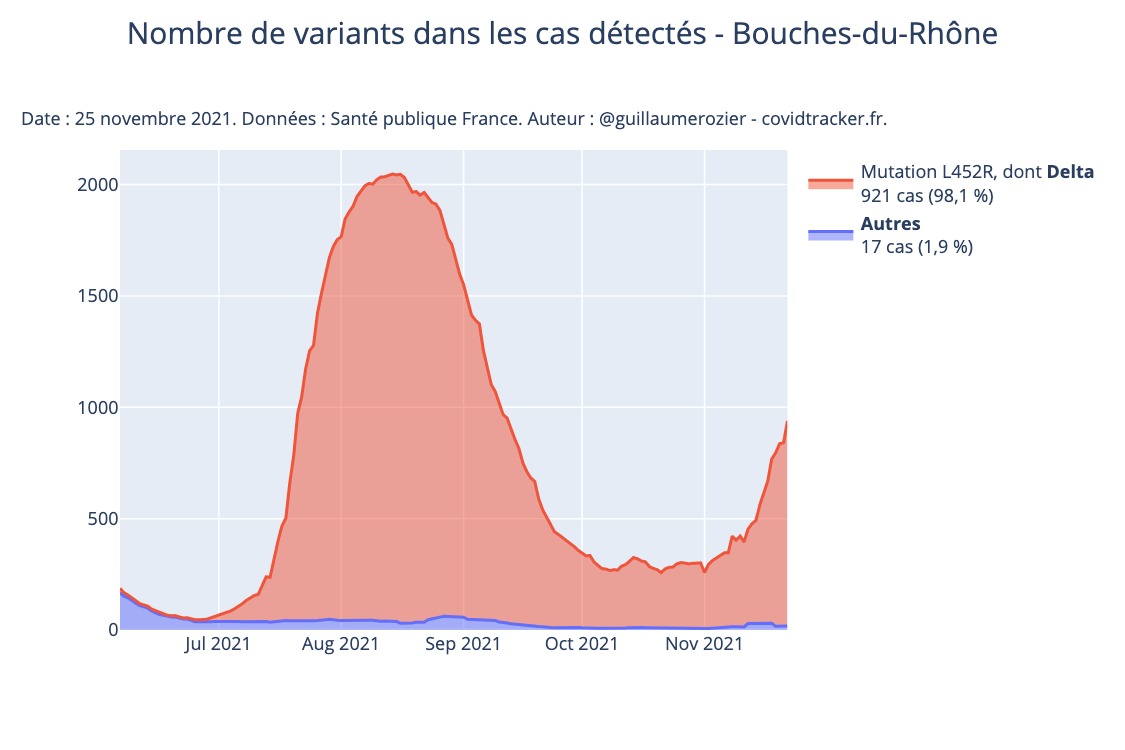 Nombre de variants dans les cas détectés - Bouches-du-Rhône
Date : 25 novembre 2021. Données : Santé publique France. Auteur : @guillaumerozier - covidtracker.fr.
Mutation L452R, dont Delta
921 cas (98,1 %)
Autres
17 cas (1,9 %)
2000
1500
1000
500
0
Jul 2021
Aug 2021
Sep 2021
Oct 2021
Nov 2021